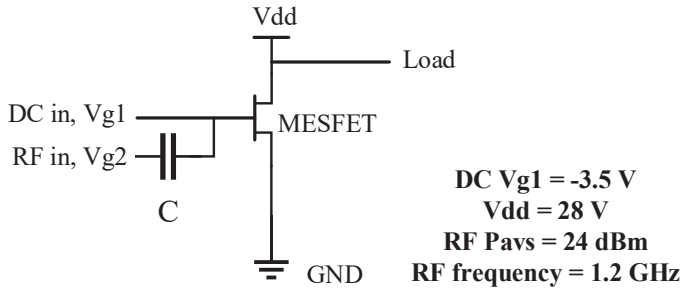 Vdd
Load
DC in, Vg1
MESFET
RF in, Vg2
C
GND
DC Vg1 = -3.5 V
Vdd = 28 V
RF Pavs = 24 dBm
RF frequency = 1.2 GHz